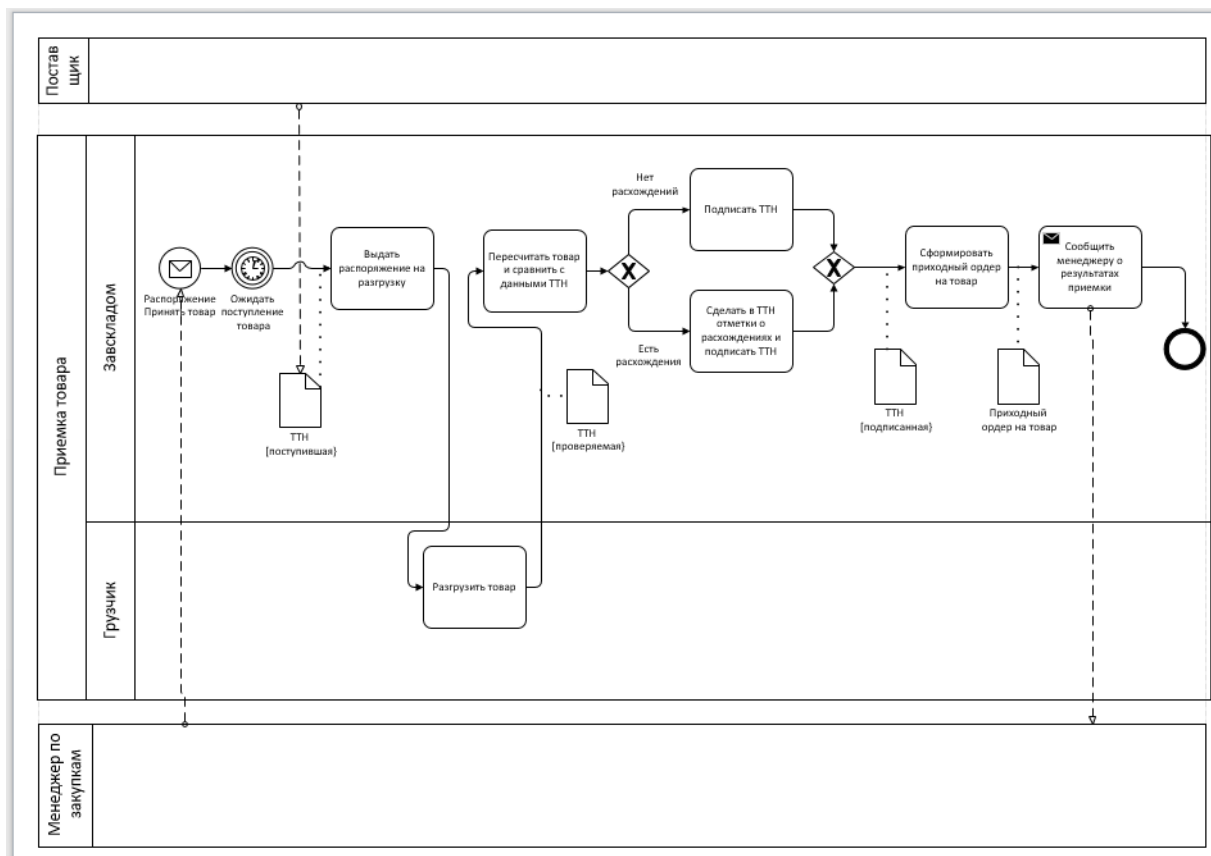 Постав
щик
Приемка товара
Завскладом
Распоряжение
Принять товар
Ожидать
поступление
товара
Выдать
распоряжение на
разгрузку
ТТН
[поступившая}
Пересчитать товар
и сравнить с
данными ТТН
ТТН
[проверяемая}
Нет
расхождений
Есть
расхождения
X
Подписать ТТН
Сделать в ТТН
отметки о
расхождениях и
подписать ТТН
X
ТТН
[подписанная}
Сформировать
приходный ордер
на товар
Приходный
ордер на товар
Сообщить
менеджеру о
результатах
приемки
Грузчик
Разгрузить товар
Менеджер по
закупкам